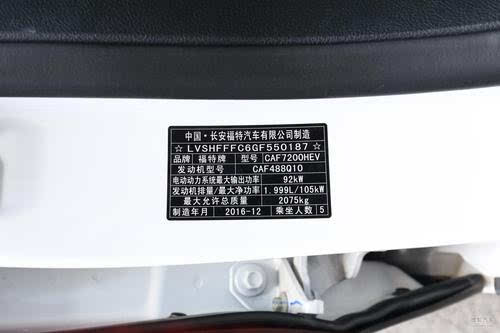 中国·长安福特汽车有限公司制造
☆LVSHFFFC6GF550187☆
品牌 福特牌 型号 CAF7200HEV
发动机型号 CAF488Q10
电动动力系统最大输出功率 92kW
发动机排量/最大净功率 1.999L/105kW
最大允许总质量 2075kg
制造年月 2016-12 乘坐人数 5